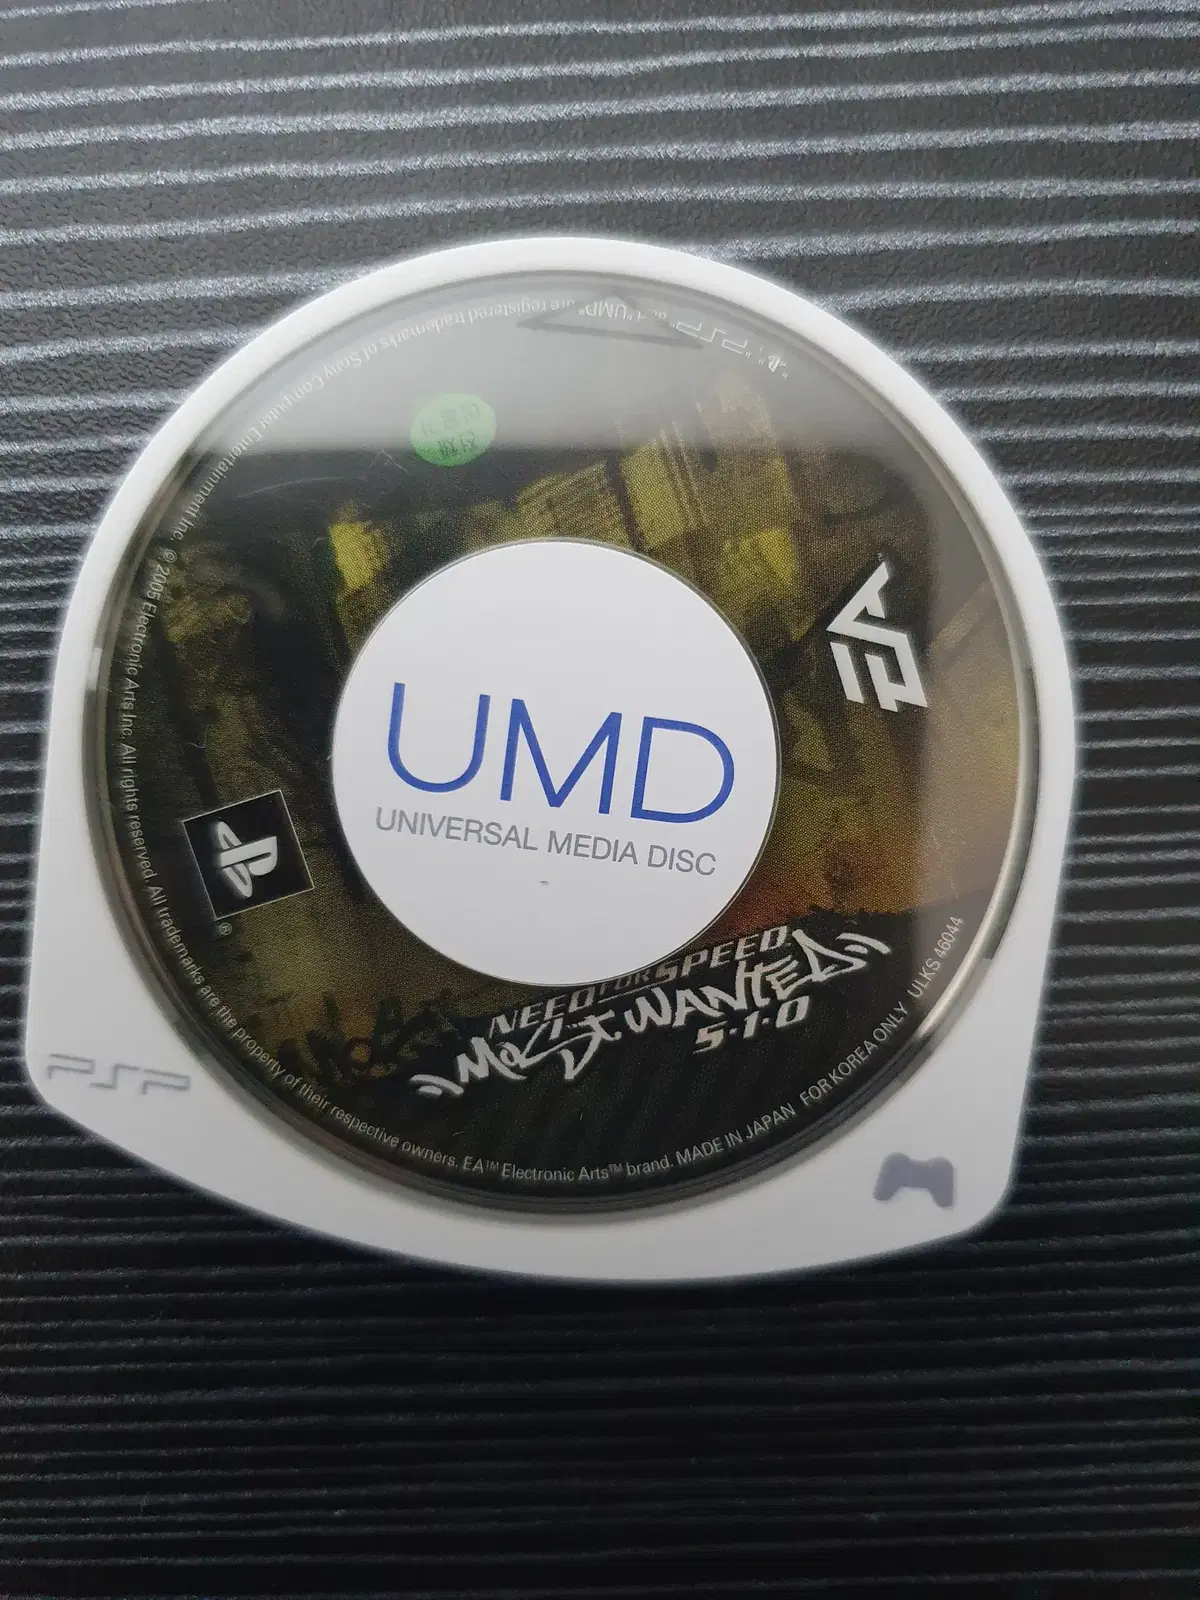 UMD
UNIVERSAL MEDIA DISC
EA
NEED FOR SPEED
MOST WANTED
5-1-0
PSP
"PSP" and "UMD" are registered trademarks of Sony Computer Entertainment Inc. © 2005 Electronic Arts Inc. All rights reserved. All trademarks are the property of their respective owners. EA™ Electronic Arts™ brand. MADE IN JAPAN FOR KOREA ONLY ULKS 46044